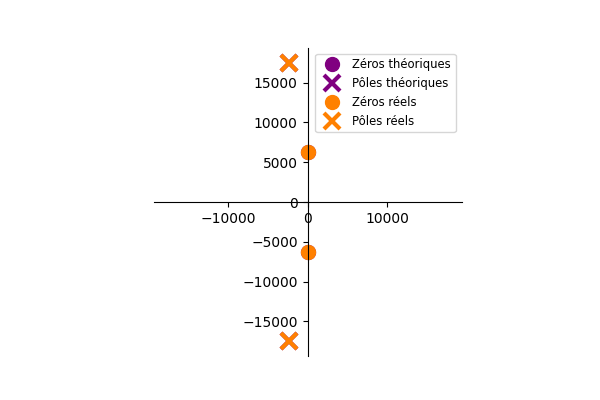 15000
Zéros théoriques
Pôles théoriques
10000
Zéros réels
Pôles réels
5000
0
−10000
0
10000
−5000
−10000
−15000